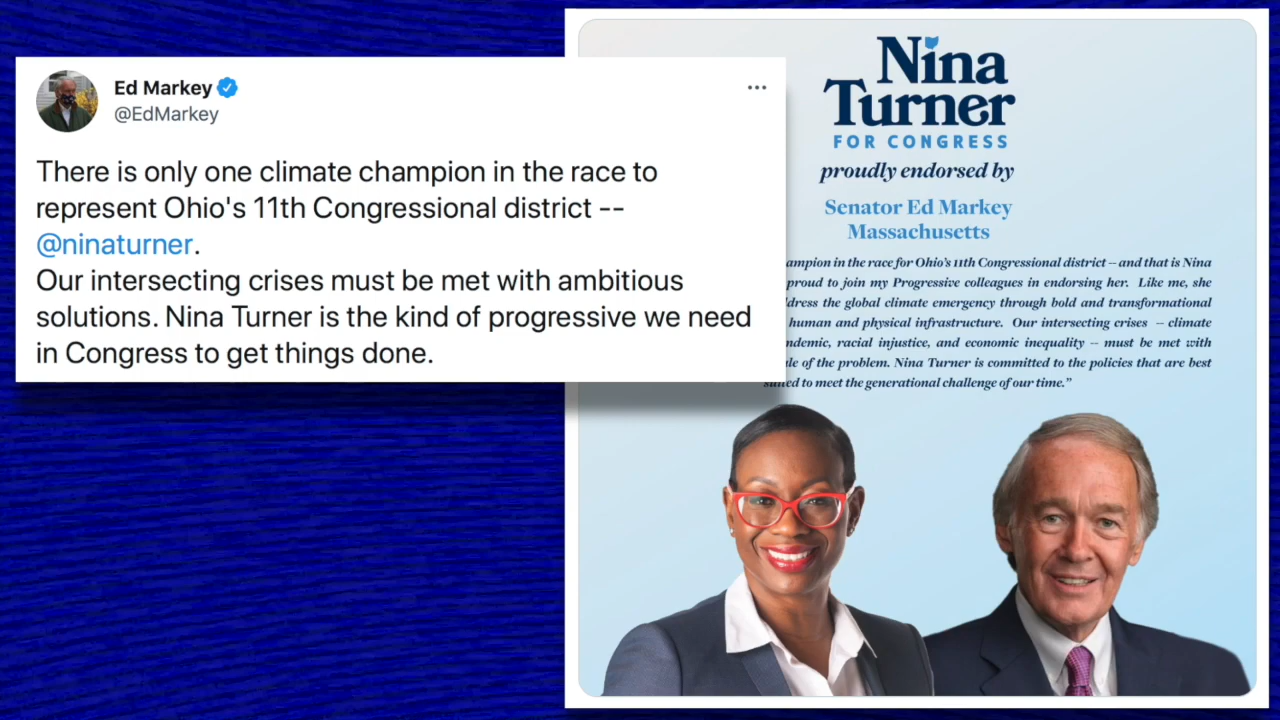 Ed Markey
@EdMarkey
There is only one climate champion in the race to
represent Ohio's 11th Congressional district --
@ninaturner.
Our intersecting crises must be met with ambitious
solutions. Nina Turner is the kind of progressive we need
in Congress to get things done.
Nina
Turner
FOR CONGRESS
proudly endorsed by
Senator Ed Markey
Massachusetts
in the race for Ohio's 11th Congressional district -- and that is Nina
proud to join my Progressive colleagues in endorsing her. Like me, she
the global climate emergency through bold and transformational
human and physical infrastructure. Our intersecting crises -- climate
racial injustice, and economic inequality -- must be met with
of the problem. Nina Turner is committed to the policies that are best
to meet the generational challenge of our time.”